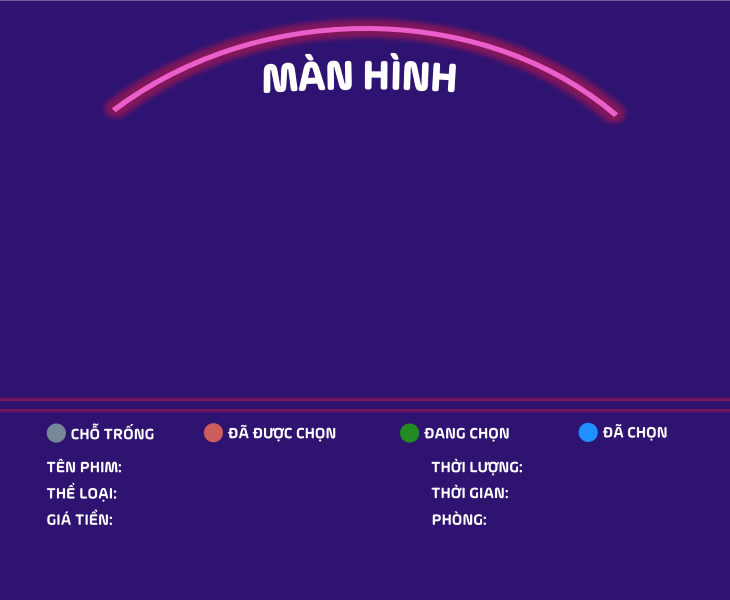 MÀN HÌNH
CHỖ TRỐNG ĐÃ ĐƯỢC CHỌN ĐANG CHỌN ĐÃ CHỌN
TÊN PHIM: THỜI LƯỢNG:
THỂ LOẠI: THỜI GIAN:
GIÁ TIỀN: PHÒNG: